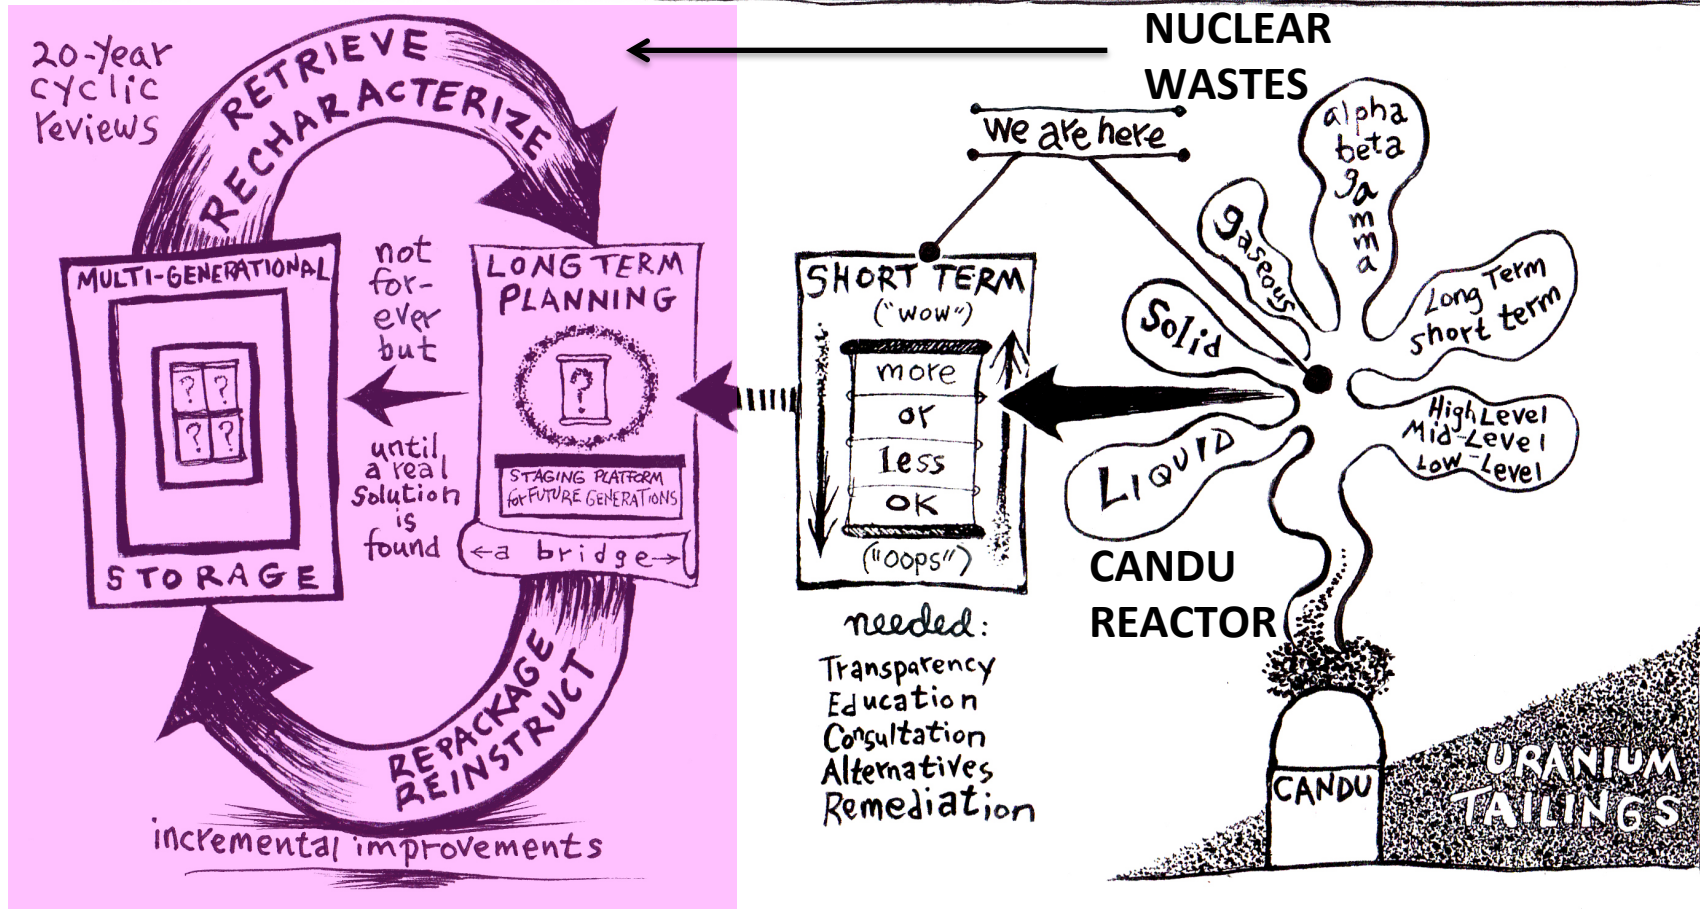 20-Year
cyclic
reviews
RETRIEVE
RECHARACTERIZE
MULTI-GENERATIONAL
? ?
? ?
STORAGE
not
for-
ever
but
until
a real
solution
is
found
LONG TERM
PLANNING
?
STAGING PLATFORM
for FUTURE GENERATIONS
←a bridge→
REPACKAGE
REINSTRUCT
incremental improvements
NUCLEAR
WASTES
we are here
SHORT TERM
("WOW")
more
or
Less
OK
("OOPS")
needed:
Transparency
Education
Consultation
Alternatives
Remediation
LIQUID
Solid
gaseous
alpha
beta
gamma
Long Term
short term
High Level
Mid-Level
Low-Level
CANDU
REACTOR
CANDU
URANIUM
TAILINGS